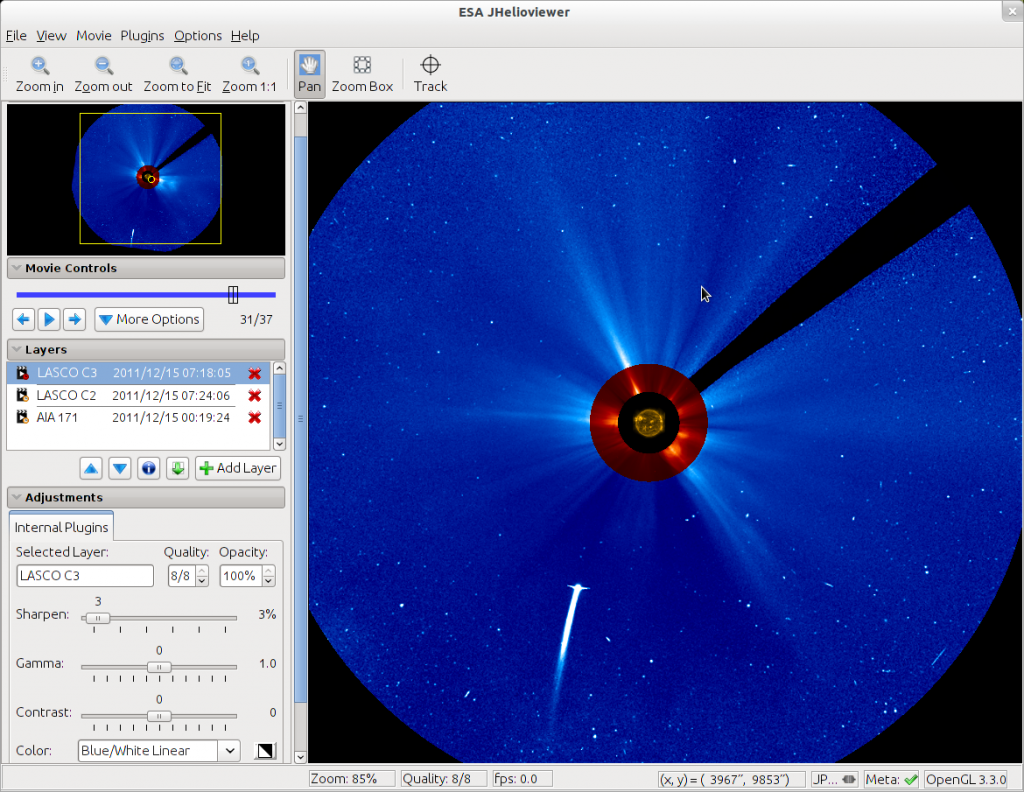 ESA JHelioviewer
File View Movie Plugins Options Help
Zoom in Zoom out Zoom to Fit Zoom 1:1 Pan Zoom Box Track
Movie Controls
More Options 31/37
Layers
LASCO C3 2011/12/15 07:18:05
LASCO C2 2011/12/15 07:24:06
AIA 171 2011/12/15 00:19:24
Add Layer
Adjustments
Internal Plugins
Selected Layer: Quality: Opacity:
LASCO C3 8/8 100%
3
Sharpen: 3%
0
Gamma: 1.0
0
Contrast: 0
Color: Blue/White Linear
Zoom: 85% Quality: 8/8 fps: 0.0 (x, y) = ( 3967″, 9853″) JP... Meta: OpenGL 3.3.0